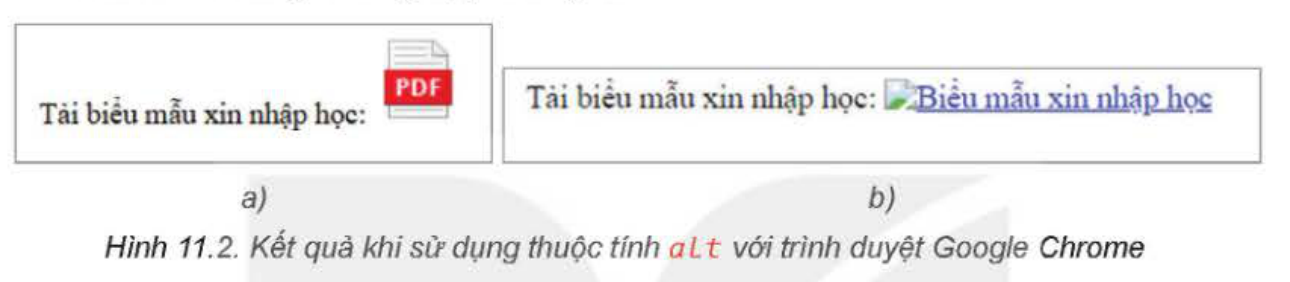 PDF
Tải biểu mẫu xin nhập học:
Tải biểu mẫu xin nhập học: Biểu mẫu xin nhập học
a)
b)
Hình 11.2. Kết quả khi sử dụng thuộc tính alt với trình duyệt Google Chrome